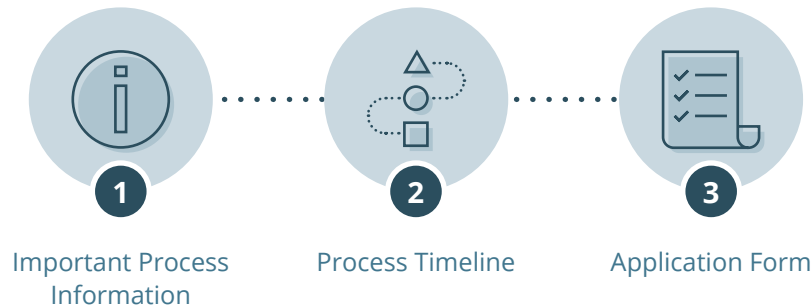 1
2
3
Important Process
Information
Process Timeline
Application Form